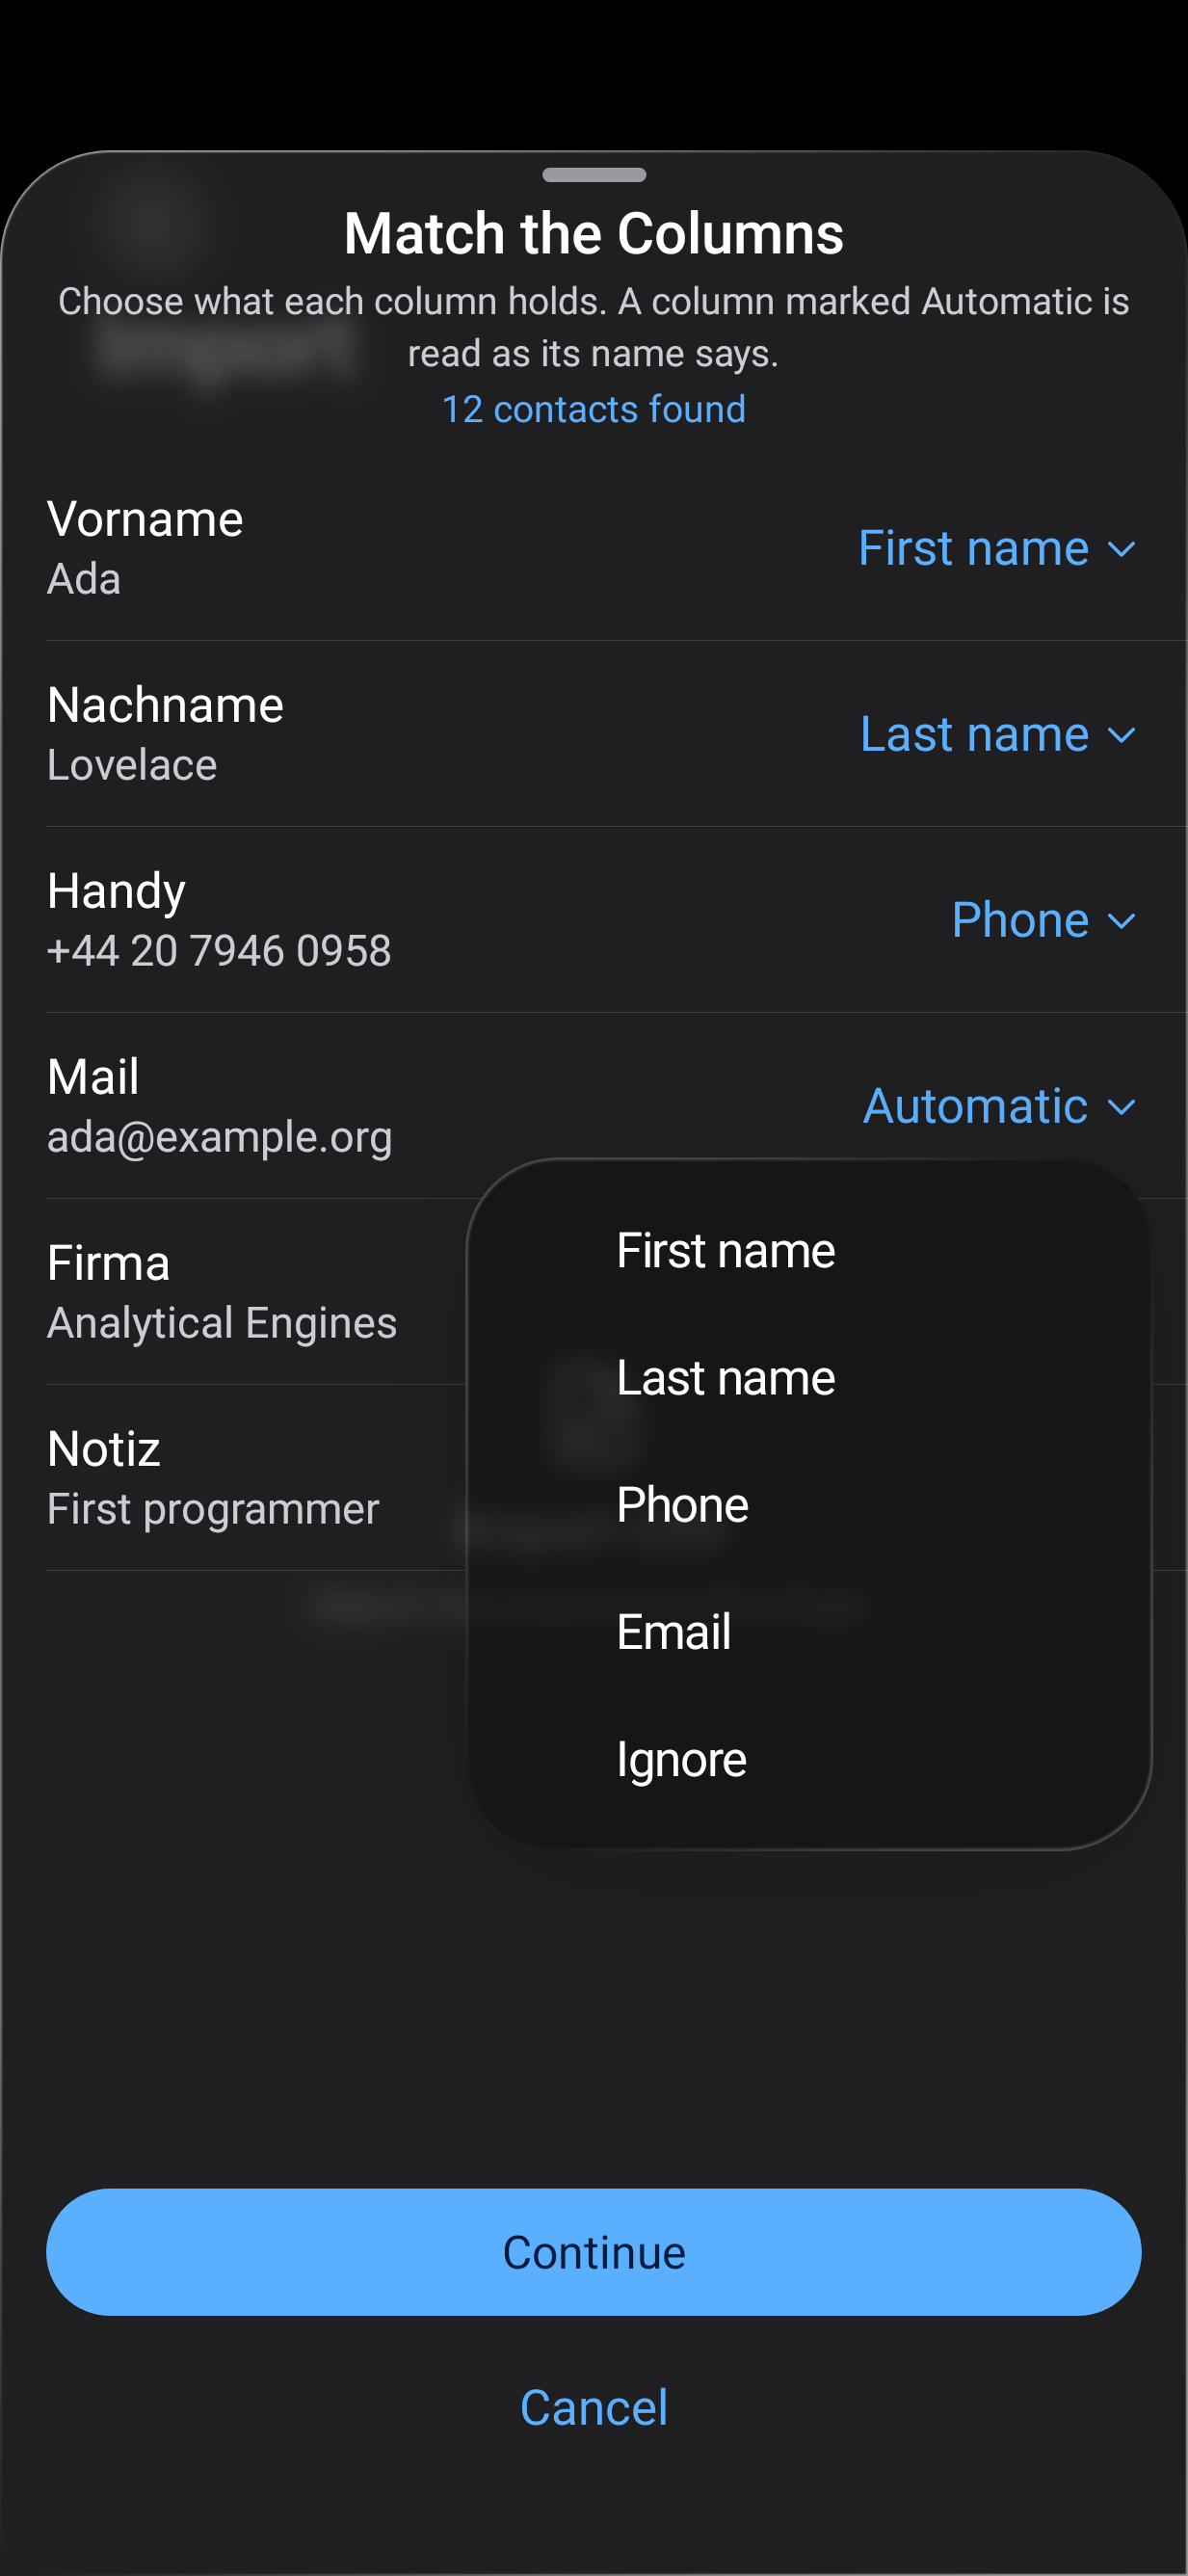 Match the Columns
Choose what each column holds. A column marked Automatic is
read as its name says.
12 contacts found
Vorname
Ada
First name
Nachname
Lovelace
Last name
Handy
+44 20 7946 0958
Phone
Mail
ada@example.org
Automatic
Firma
Analytical Engines
Notiz
First programmer
First name
Last name
Phone
Email
Ignore
Continue
Cancel